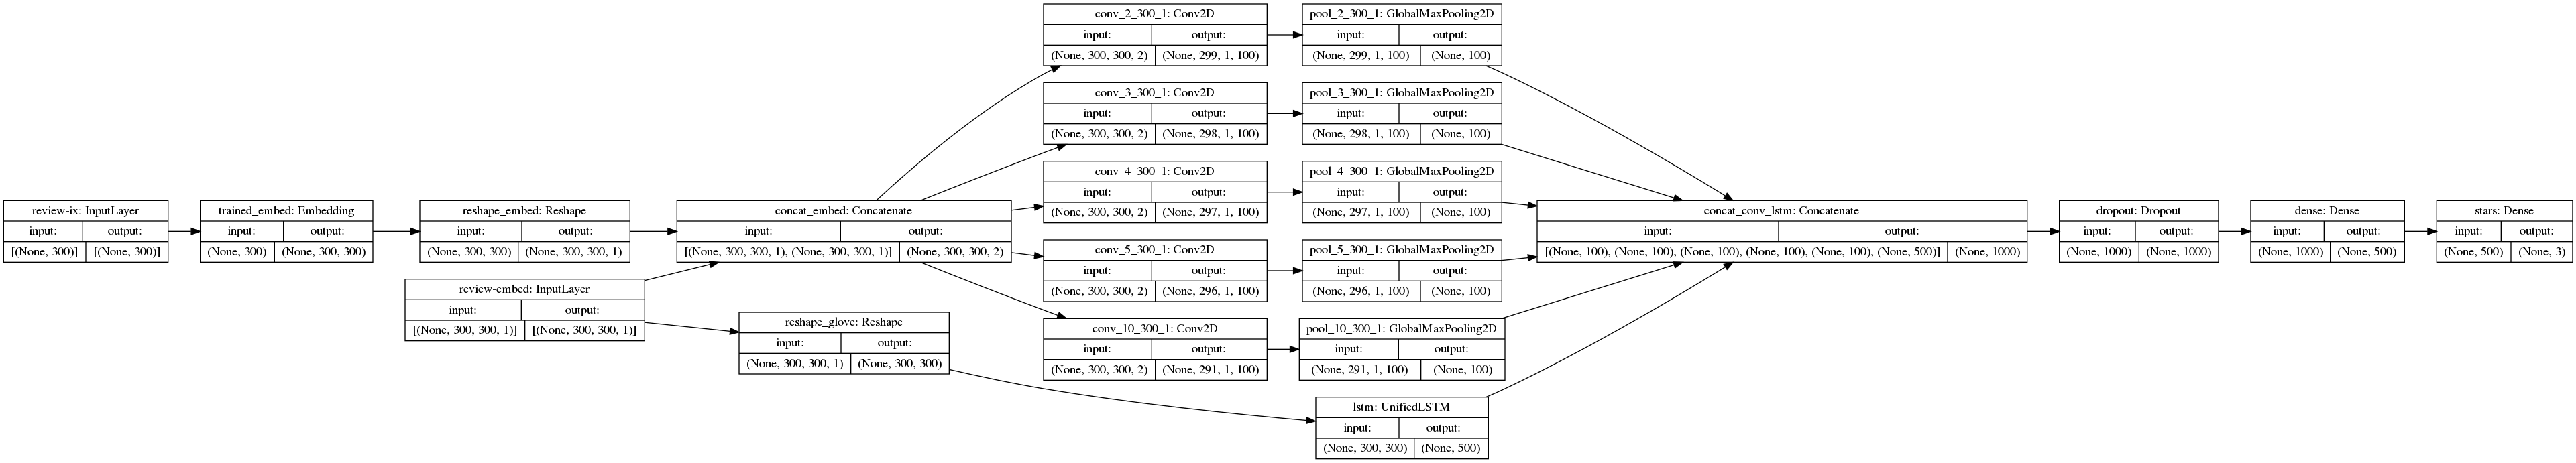 conv_2_300_1: Conv2D
input: output:
(None, 300, 300, 2) (None, 299, 1, 100)
pool_2_300_1: GlobalMaxPooling2D
input: output:
(None, 299, 1, 100) (None, 100)
conv_3_300_1: Conv2D
input: output:
(None, 300, 300, 2) (None, 298, 1, 100)
pool_3_300_1: GlobalMaxPooling2D
input: output:
(None, 298, 1, 100) (None, 100)
conv_4_300_1: Conv2D
input: output:
(None, 300, 300, 2) (None, 297, 1, 100)
pool_4_300_1: GlobalMaxPooling2D
input: output:
(None, 297, 1, 100) (None, 100)
review-ix: InputLayer
input: output:
[(None, 300)] [(None, 300)]
trained_embed: Embedding
input: output:
(None, 300) (None, 300, 300)
reshape_embed: Reshape
input: output:
(None, 300, 300) (None, 300, 300, 1)
concat_embed: Concatenate
input: output:
[(None, 300, 300, 1), (None, 300, 300, 1)] (None, 300, 300, 2)
conv_5_300_1: Conv2D
input: output:
(None, 300, 300, 2) (None, 296, 1, 100)
pool_5_300_1: GlobalMaxPooling2D
input: output:
(None, 296, 1, 100) (None, 100)
concat_conv_lstm: Concatenate
input: output:
[(None, 100), (None, 100), (None, 100), (None, 100), (None, 100), (None, 500)] (None, 1000)
dropout: Dropout
input: output:
(None, 1000) (None, 1000)
dense: Dense
input: output:
(None, 1000) (None, 500)
stars: Dense
input: output:
(None, 500) (None, 3)
review-embed: InputLayer
input: output:
[(None, 300, 300, 1)] [(None, 300, 300, 1)]
reshape_glove: Reshape
input: output:
(None, 300, 300, 1) (None, 300, 300)
conv_10_300_1: Conv2D
input: output:
(None, 300, 300, 2) (None, 291, 1, 100)
pool_10_300_1: GlobalMaxPooling2D
input: output:
(None, 291, 1, 100) (None, 100)
lstm: UnifiedLSTM
input: output:
(None, 300, 300) (None, 500)